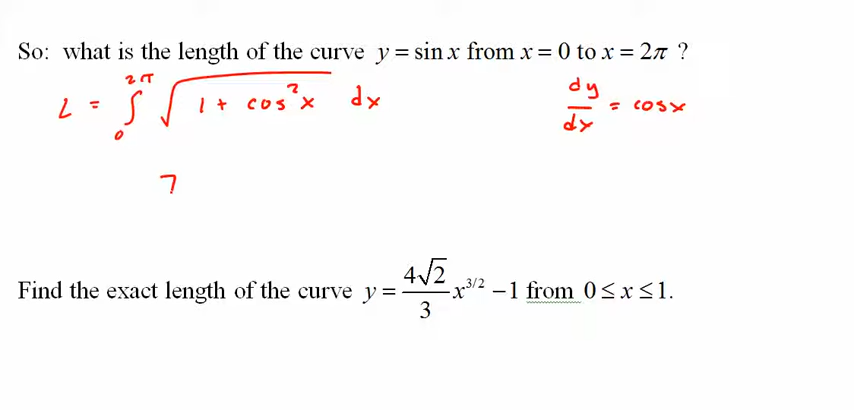 So: what is the length of the curve y = sin x from x = 0 to x = 2π ?
L = ∫₀^2π √(1 + cos²x) dx    dy/dx = cosx
7
Find the exact length of the curve y = 4√2/3 x^3/2 − 1 from 0 ≤ x ≤ 1.